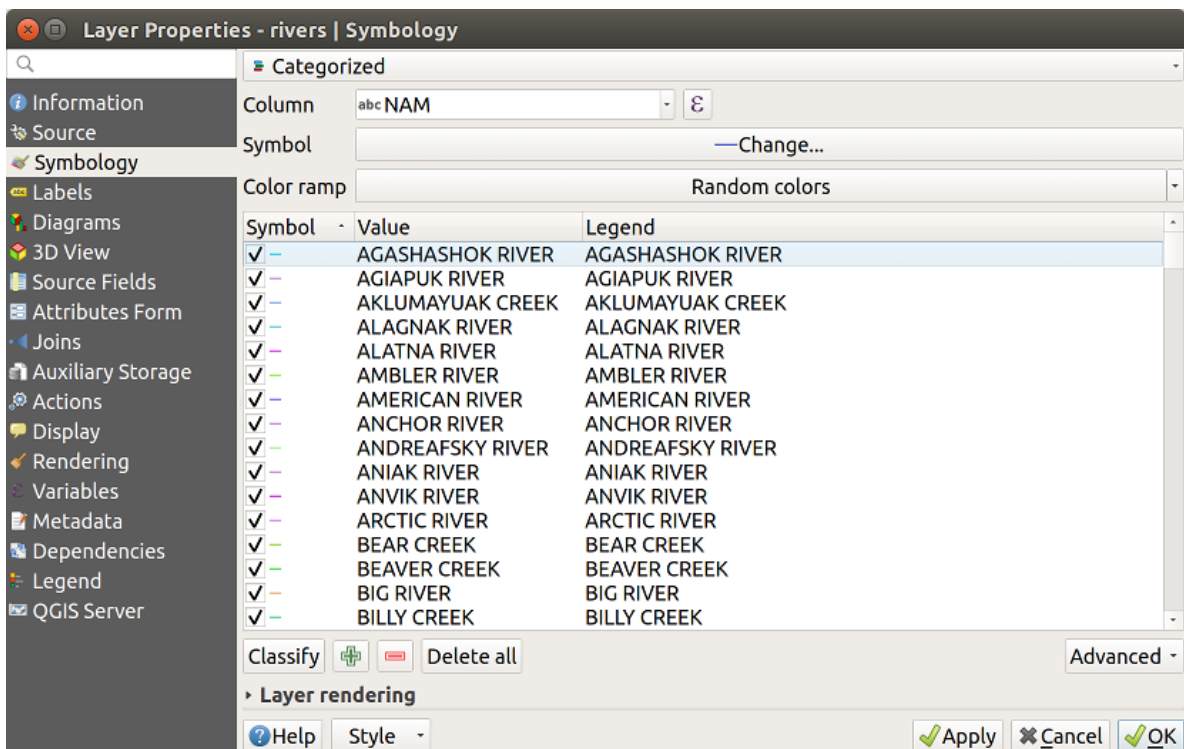 Layer Properties - rivers | Symbology
Categorized
Information
Column
abc NAM
ε
Source
Symbol
Change...
Symbology
Color ramp
Random colors
Labels
Diagrams
3D View
Source Fields
Attributes Form
Joins
Auxiliary Storage
Actions
Display
Rendering
Variables
Metadata
Dependencies
Legend
QGIS Server
Symbol Value Legend
AGASHASHOK RIVER AGASHASHOK RIVER
AGIAPUK RIVER AGIAPUK RIVER
AKLUMAYUAK CREEK AKLUMAYUAK CREEK
ALAGNAK RIVER ALAGNAK RIVER
ALATNA RIVER ALATNA RIVER
AMBLER RIVER AMBLER RIVER
AMERICAN RIVER AMERICAN RIVER
ANCHOR RIVER ANCHOR RIVER
ANDREAFSKY RIVER ANDREAFSKY RIVER
ANIAK RIVER ANIAK RIVER
ANVIK RIVER ANVIK RIVER
ARCTIC RIVER ARCTIC RIVER
BEAR CREEK BEAR CREEK
BEAVER CREEK BEAVER CREEK
BIG RIVER BIG RIVER
BILLY CREEK BILLY CREEK
Classify Delete all Advanced
Layer rendering
Help Style Apply Cancel OK